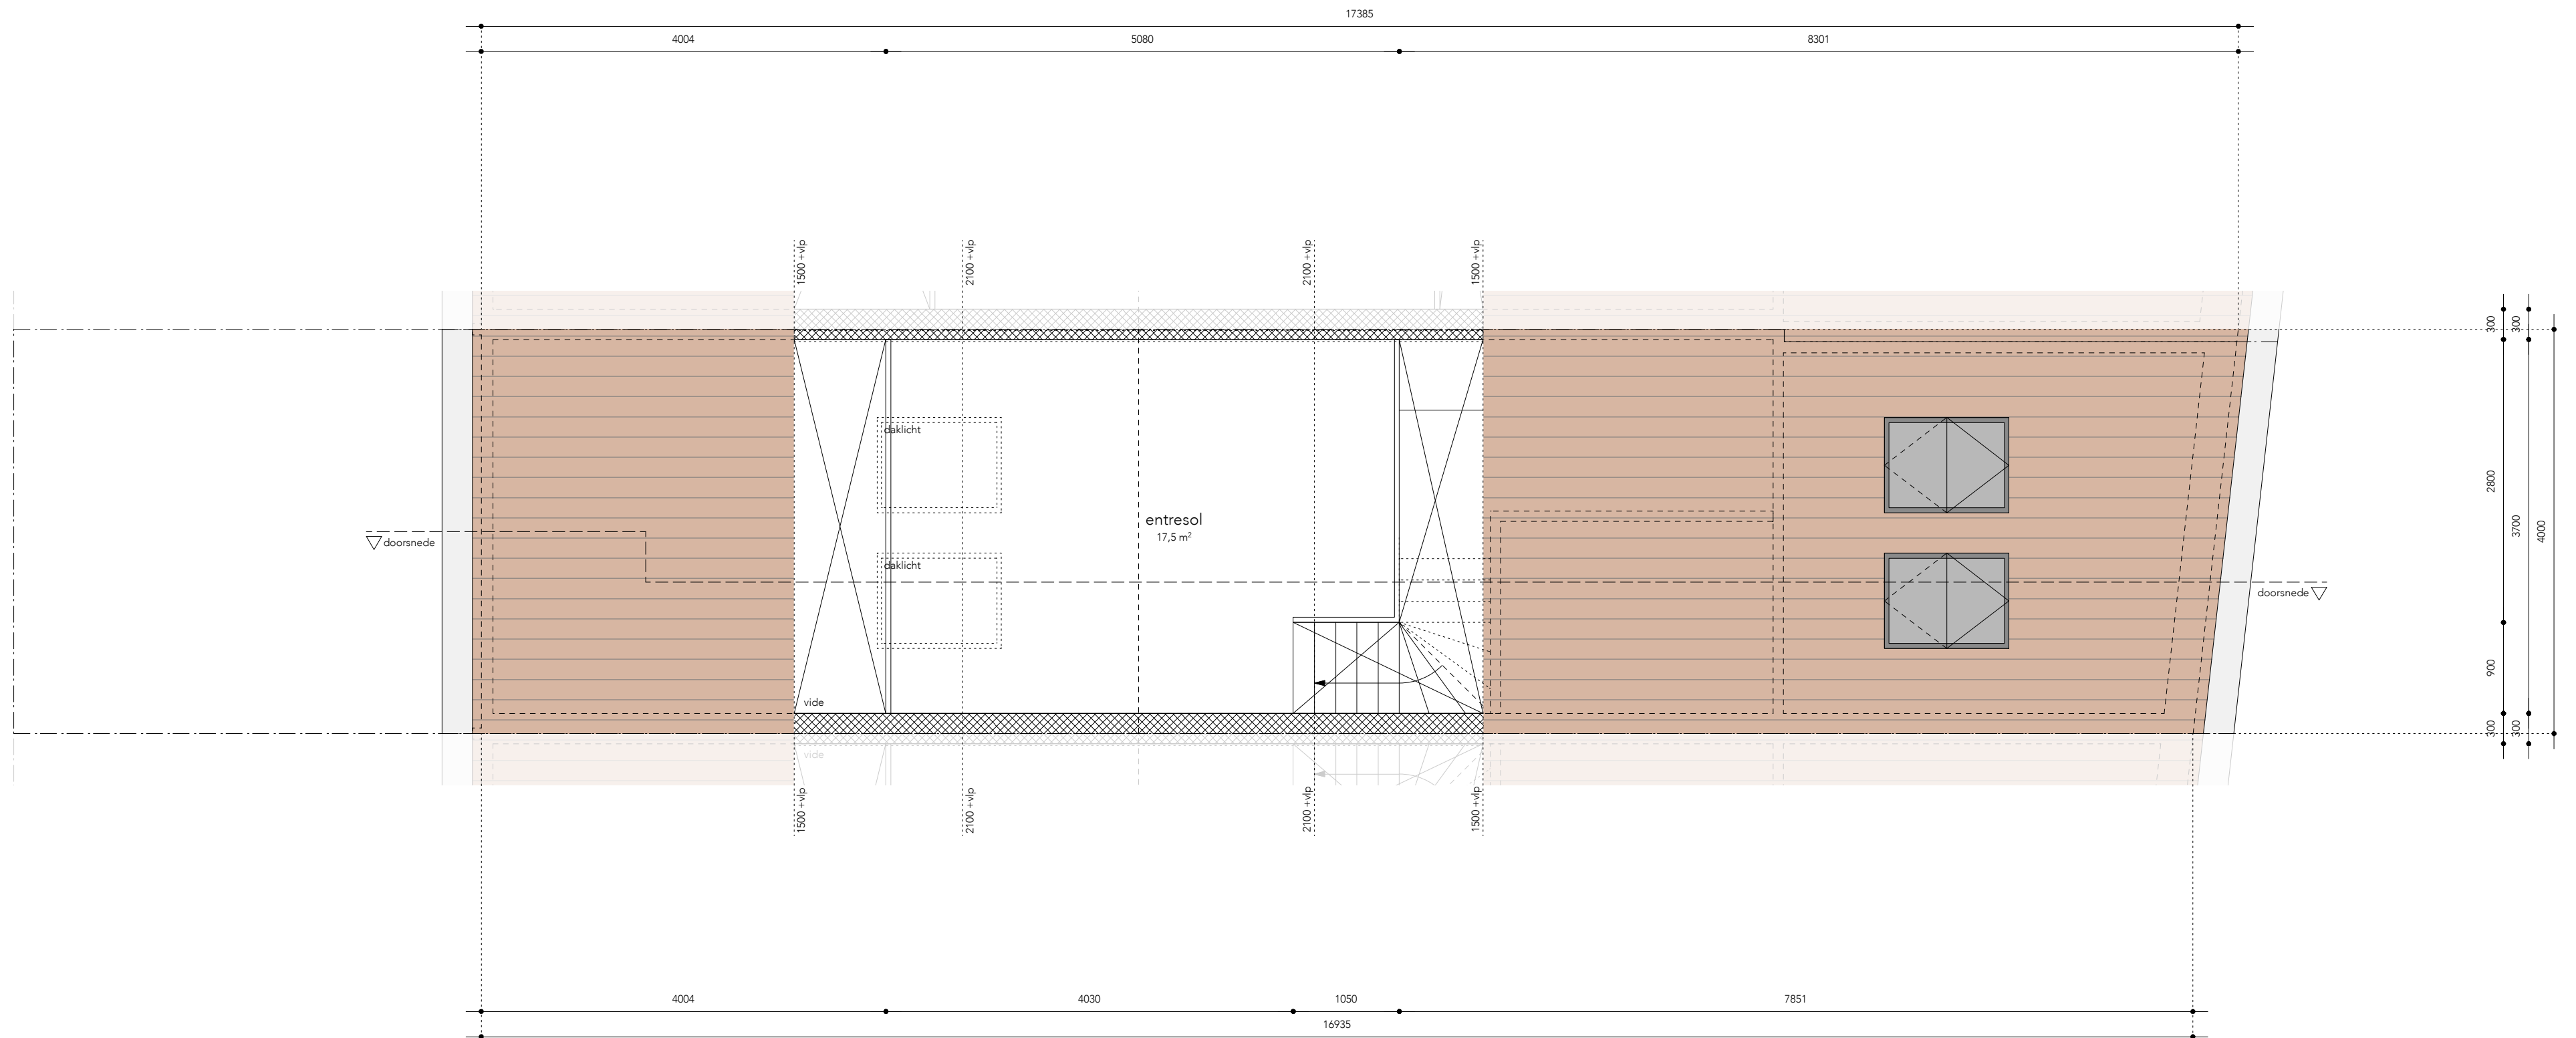 17385
4004
5080
8301
1500 +vlp
2100 +vlp
2100 +vlp
1500 +vlp
300
300
daklicht
2800
entresol
17,5 m²
3700
4000
doorsnede
daklicht
doorsnede
900
vide
300
300
vide
1500 +vlp
2100 +vlp
2100 +vlp
1500 +vlp
4004
4030
1050
7851
16935